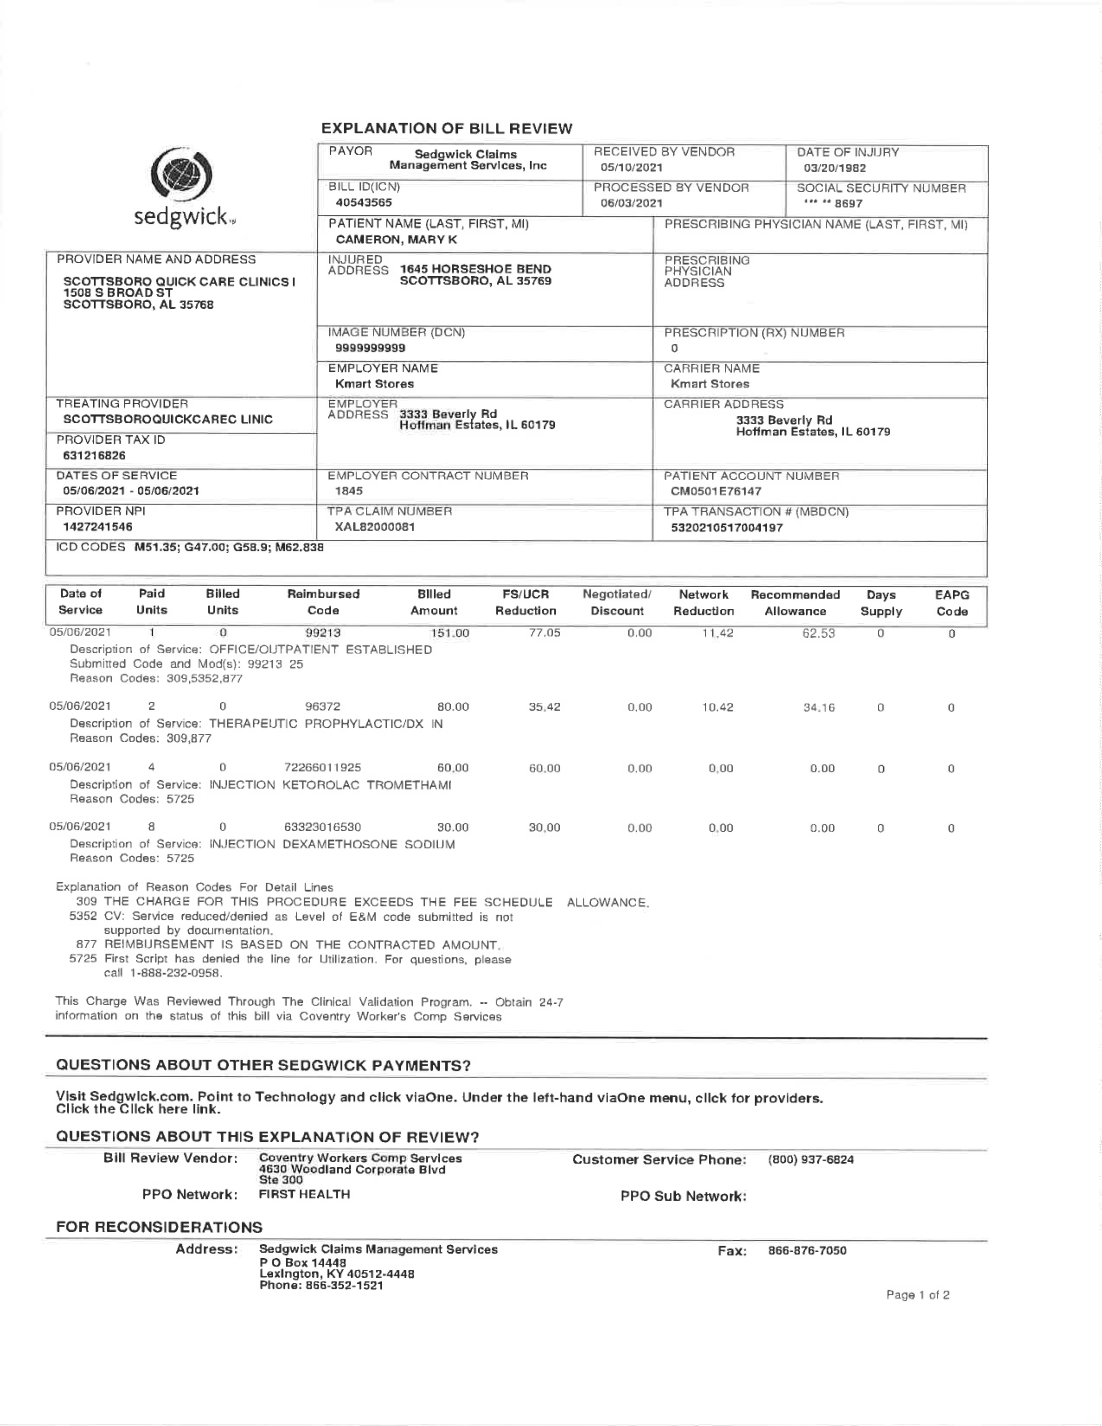 EXPLANATION OF BILL REVIEW
sedgwick
PAYOR Sedgwick Claims
Management Services, Inc
RECEIVED BY VENDOR
05/10/2021
DATE OF INJURY
03/20/1982
BILL ID(ICN)
40543565
PROCESSED BY VENDOR
06/03/2021
SOCIAL SECURITY NUMBER
*** ** 8697
PATIENT NAME (LAST, FIRST, MI)
CAMERON, MARY K
PRESCRIBING PHYSICIAN NAME (LAST, FIRST, MI)
PROVIDER NAME AND ADDRESS
SCOTTSBORO QUICK CARE CLINICS I
1508 S BROAD ST
SCOTTSBORO, AL 35768
INJURED
ADDRESS 1645 HORSESHOE BEND
SCOTTSBORO, AL 35769
PRESCRIBING
PHYSICIAN
ADDRESS
IMAGE NUMBER (DCN)
9999999999
PRESCRIPTION (RX) NUMBER
0
EMPLOYER NAME
Kmart Stores
CARRIER NAME
Kmart Stores
TREATING PROVIDER
SCOTTSBOROQUICKCAREC LINIC
EMPLOYER
ADDRESS 3333 Beverly Rd
Hoffman Estates, IL 60179
CARRIER ADDRESS
3333 Beverly Rd
Hoffman Estates, IL 60179
PROVIDER TAX ID
631216826
DATES OF SERVICE
05/06/2021 - 05/06/2021
EMPLOYER CONTRACT NUMBER
1845
PATIENT ACCOUNT NUMBER
CM0501E76147
PROVIDER NPI
1427241546
TPA CLAIM NUMBER
XAL82000081
TPA TRANSACTION # (MBDCN)
5320210517004197
ICD CODES M51.35; G47.00; G58.9; M62.838
Date of Paid Billed Reimbursed Billed FS/UCR Negotiated/ Network Recommended Days EAPG
Service Units Units Code Amount Reduction Discount Reduction Allowance Supply Code
05/06/2021 1 0 99213 151.00 77.05 0.00 11.42 62.53 0 0
Description of Service: OFFICE/OUTPATIENT ESTABLISHED
Submitted Code and Mod(s): 99213 25
Reason Codes: 309,5352,877
05/06/2021 2 0 96372 80.00 35.42 0.00 10.42 34.16 0 0
Description of Service: THERAPEUTIC PROPHYLACTIC/DX IN
Reason Codes: 309,877
05/06/2021 4 0 72266011925 60.00 60.00 0.00 0.00 0.00 0 0
Description of Service: INJECTION KETOROLAC TROMETHAMI
Reason Codes: 5725
05/06/2021 8 0 63323016530 30.00 30.00 0.00 0.00 0.00 0 0
Description of Service: INJECTION DEXAMETHOSONE SODIUM
Reason Codes: 5725
Explanation of Reason Codes For Detail Lines
309 THE CHARGE FOR THIS PROCEDURE EXCEEDS THE FEE SCHEDULE ALLOWANCE.
5352 CV: Service reduced/denied as Level of E&M code submitted is not
supported by documentation.
877 REIMBURSEMENT IS BASED ON THE CONTRACTED AMOUNT.
5725 First Script has denied the line for Utilization. For questions, please
call 1-888-232-0958.
This Charge Was Reviewed Through The Clinical Validation Program. -- Obtain 24-7
information on the status of this bill via Coventry Worker's Comp Services
QUESTIONS ABOUT OTHER SEDGWICK PAYMENTS?
Visit Sedgwick.com. Point to Technology and click viaOne. Under the left-hand viaOne menu, click for providers.
Click the Click here link.
QUESTIONS ABOUT THIS EXPLANATION OF REVIEW?
Bill Review Vendor: Coventry Workers Comp Services
4630 Woodland Corporate Blvd
Ste 300
Customer Service Phone: (800) 937-6824
PPO Network: FIRST HEALTH
PPO Sub Network:
FOR RECONSIDERATIONS
Address: Sedgwick Claims Management Services
P O Box 14448
Lexington, KY 40512-4448
Phone: 866-352-1521
Fax: 866-876-7050
Page 1 of 2